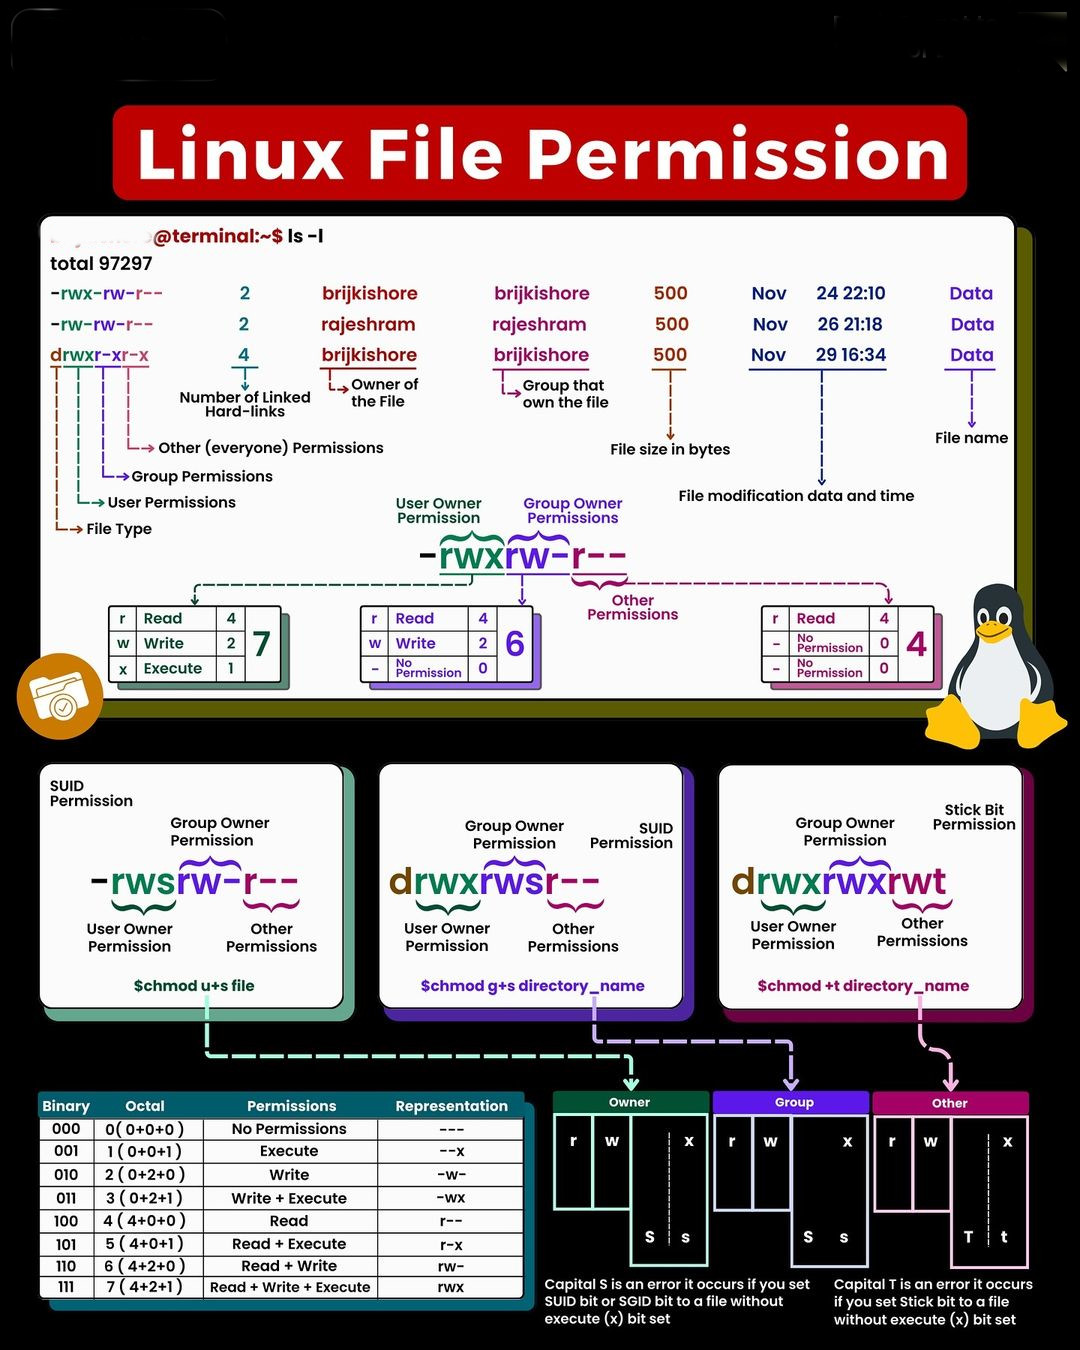 Linux File Permission
@terminal:~$ ls -l
total 97297
-rwx-rw-r-- 2 brijkishore brijkishore 500 Nov 24 22:10 Data
-rw-rw-r-- 2 rajeshram rajeshram 500 Nov 26 21:18 Data
drwxr-xr-x 4 brijkishore brijkishore 500 Nov 29 16:34 Data
Number of Linked
Hard-links
Owner of
the File
Group that
own the file
File size in bytes
File name
File modification data and time
Other (everyone) Permissions
Group Permissions
User Permissions
File Type
User Owner
Permission
Group Owner
Permissions
-rwxrw-r--
Other
Permissions
r Read 4
w Write 2
x Execute 1
7
r Read 4
w Write 2
- No Permission 0
6
r Read 4
- No Permission 0
- No Permission 0
4
SUID
Permission
Group Owner
Permission
-rwsrw-r--
User Owner
Permission
Other
Permissions
$chmod u+s file
Group Owner
Permission
SUID
Permission
drwxrwsr--
User Owner
Permission
Other
Permissions
$chmod g+s directory_name
Stick Bit
Permission
Group Owner
Permission
drwxrwxrwt
User Owner
Permission
Other
Permissions
$chmod +t directory_name
Binary Octal Permissions Representation
000 0( 0+0+0 ) No Permissions ---
001 1 ( 0+0+1 ) Execute --x
010 2 ( 0+2+0 ) Write -w-
011 3 ( 0+2+1 ) Write + Execute -wx
100 4 ( 4+0+0 ) Read r--
101 5 ( 4+0+1 ) Read + Execute r-x
110 6 ( 4+2+0 ) Read + Write rw-
111 7 ( 4+2+1 ) Read + Write + Execute rwx
Owner
r w x
S s
Group
r w x
S s
Other
r w x
T t
Capital S is an error it occurs if you set
SUID bit or SGID bit to a file without
execute (x) bit set
Capital T is an error it occurs
if you set Stick bit to a file
without execute (x) bit set